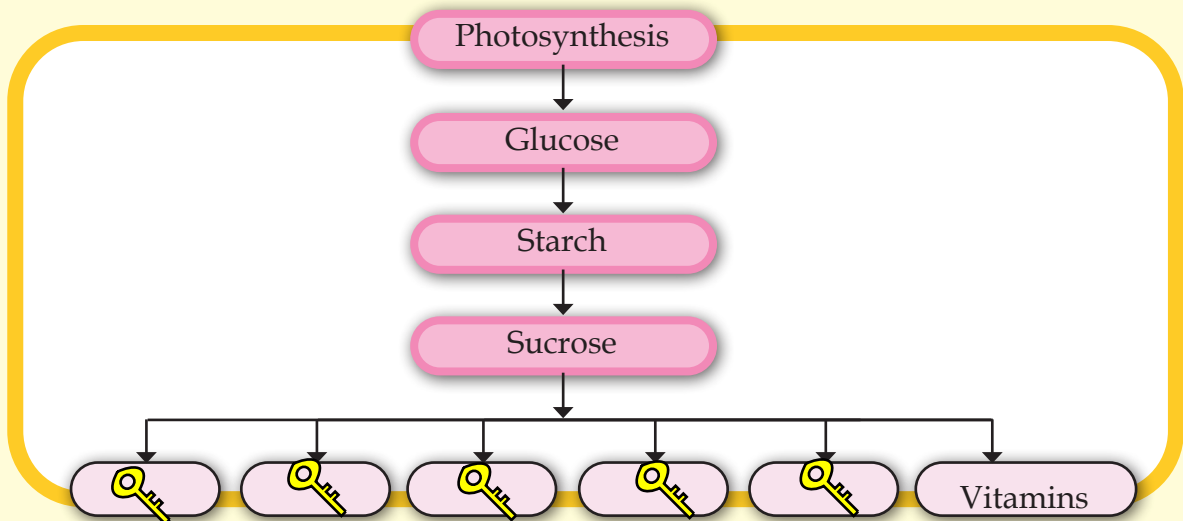 Photosynthesis
Glucose
Starch
Sucrose
Vitamins